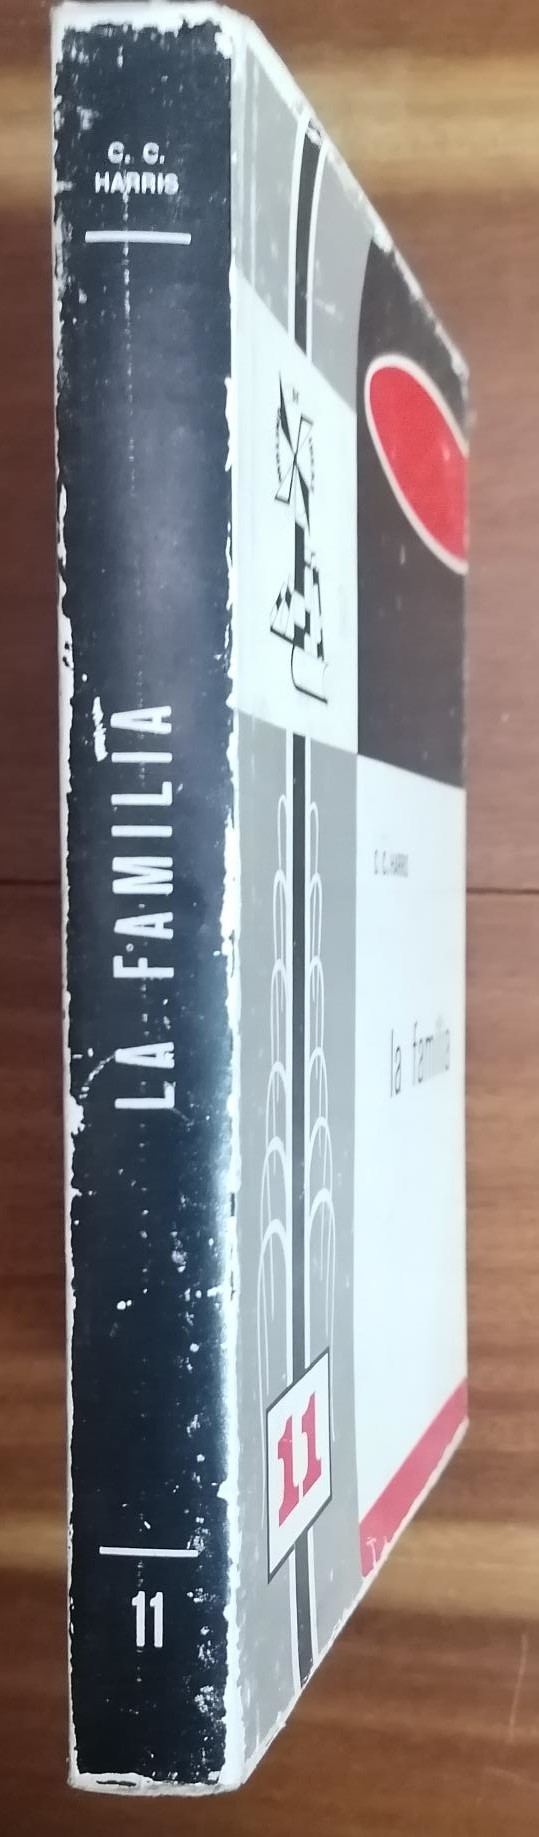 C. C.
HARRIS
LA FAMILIA
11
C. C. HARRIS
la familia
11